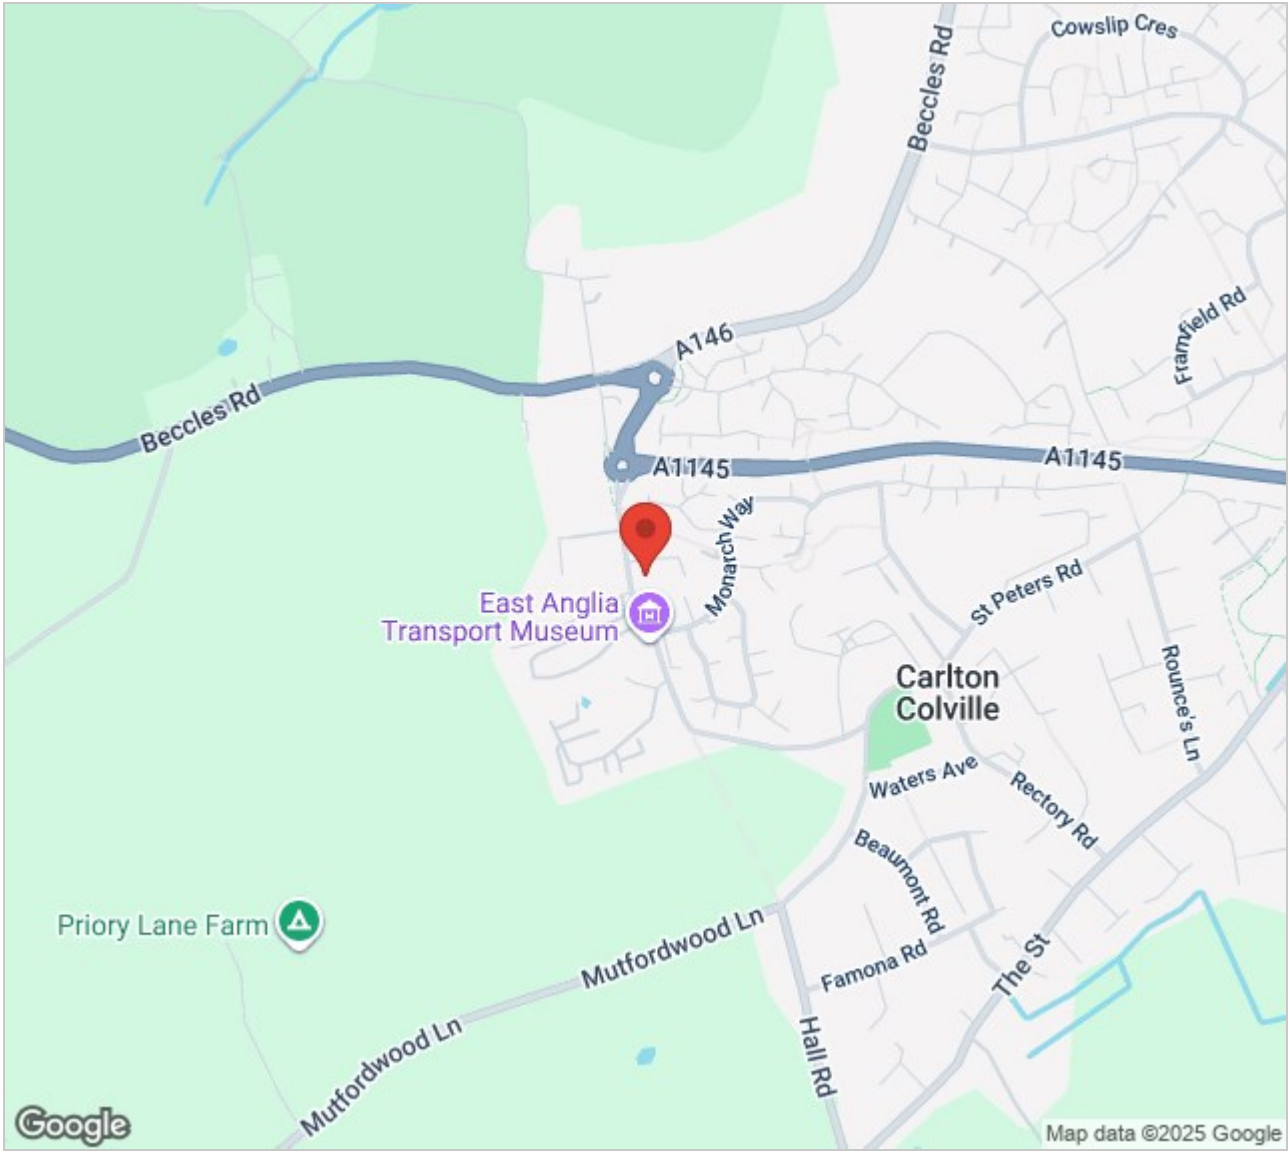 Cowslip Cres
Beccles Rd
Framfield Rd
A146
Beccles Rd
A1145
A1145
Monarch Way
St Peters Rd
East Anglia
Transport Museum
Carlton
Colville
Rounce's Ln
Waters Ave
Rectory Rd
Beaumont Rd
Priory Lane Farm
Mutfordwood Ln
Famona Rd
The St
Mutfordwood Ln
Hall Rd
Google
Map data ©2025 Google